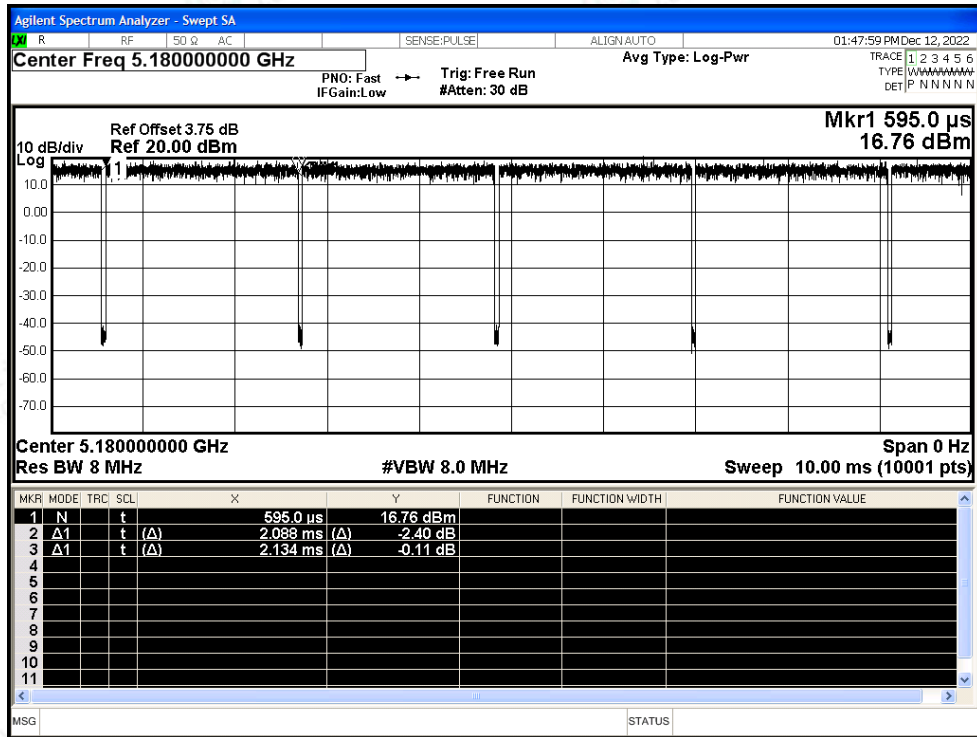 Agilent Spectrum Analyzer - Swept SA
LXI R RF 50 Ω AC SENSE:PULSE ALIGN AUTO 01:47:59 PM Dec 12, 2022
Center Freq 5.180000000 GHz
Avg Type: Log-Pwr
TRACE 1 2 3 4 5 6
PNO: Fast Trig: Free Run
TYPE WWWWWW
IFGain:Low #Atten: 30 dB
DET P N N N N N
Mkr1 595.0 µs
16.76 dBm
Ref Offset 3.75 dB
10 dB/div Ref 20.00 dBm
Log
1
10.0
0.00
-10.0
-20.0
-30.0
-40.0
-50.0
-60.0
-70.0
Center 5.180000000 GHz Span 0 Hz
Res BW 8 MHz #VBW 8.0 MHz Sweep 10.00 ms (10001 pts)
MKR MODE TRC SCL X Y FUNCTION FUNCTION WIDTH FUNCTION VALUE
1 N t 595.0 µs 16.76 dBm
2 Δ1 t (Δ) 2.088 ms (Δ) -2.40 dB
3 Δ1 t (Δ) 2.134 ms (Δ) -0.11 dB
4
5
6
7
8
9
10
11
MSG STATUS